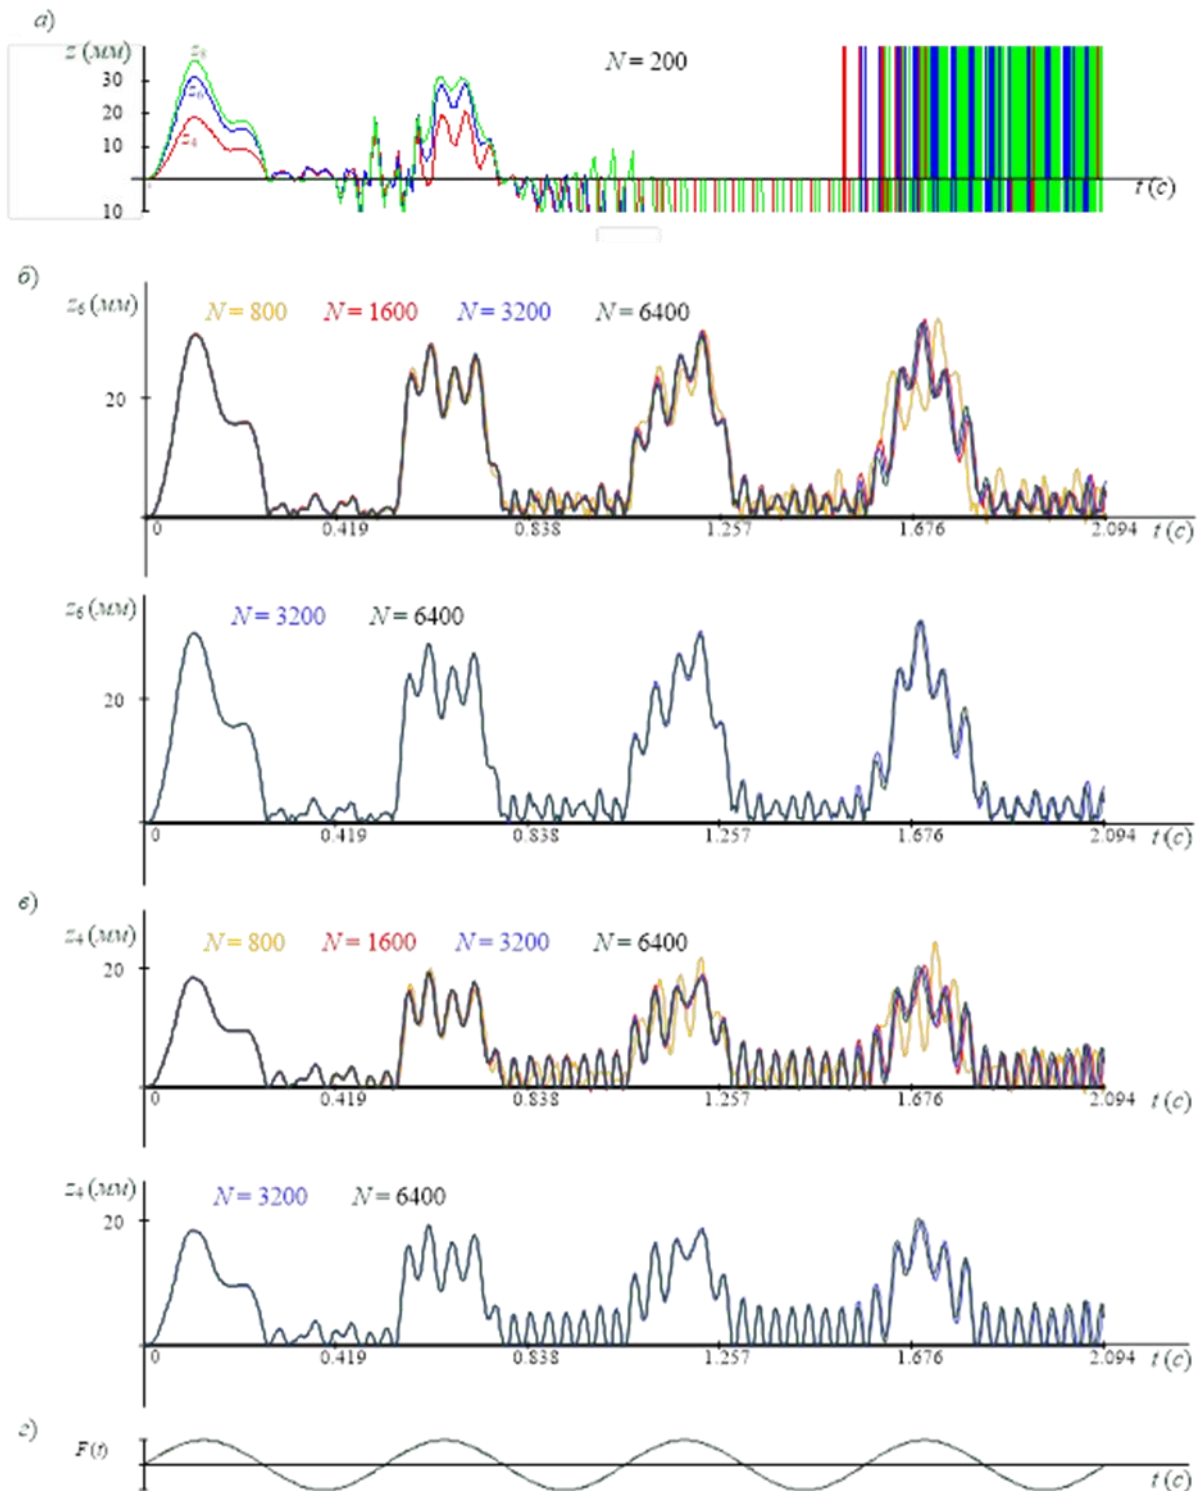 а)
z (мм)
z₈
N = 200
30
z₆
20
z₄
10
10
t (c)
б)
z₆ (мм)
N = 800 N = 1600 N = 3200 N = 6400
20
0 0.419 0.838 1.257 1.676 2.094 t (c)
z₆ (мм)
N = 3200 N = 6400
20
0 0.419 0.838 1.257 1.676 2.094 t (c)
в)
z₄ (мм)
N = 800 N = 1600 N = 3200 N = 6400
20
0 0.419 0.838 1.257 1.676 2.094 t (c)
z₄ (мм)
N = 3200 N = 6400
20
0 0.419 0.838 1.257 1.676 2.094 t (c)
г)
F(t)
t (c)